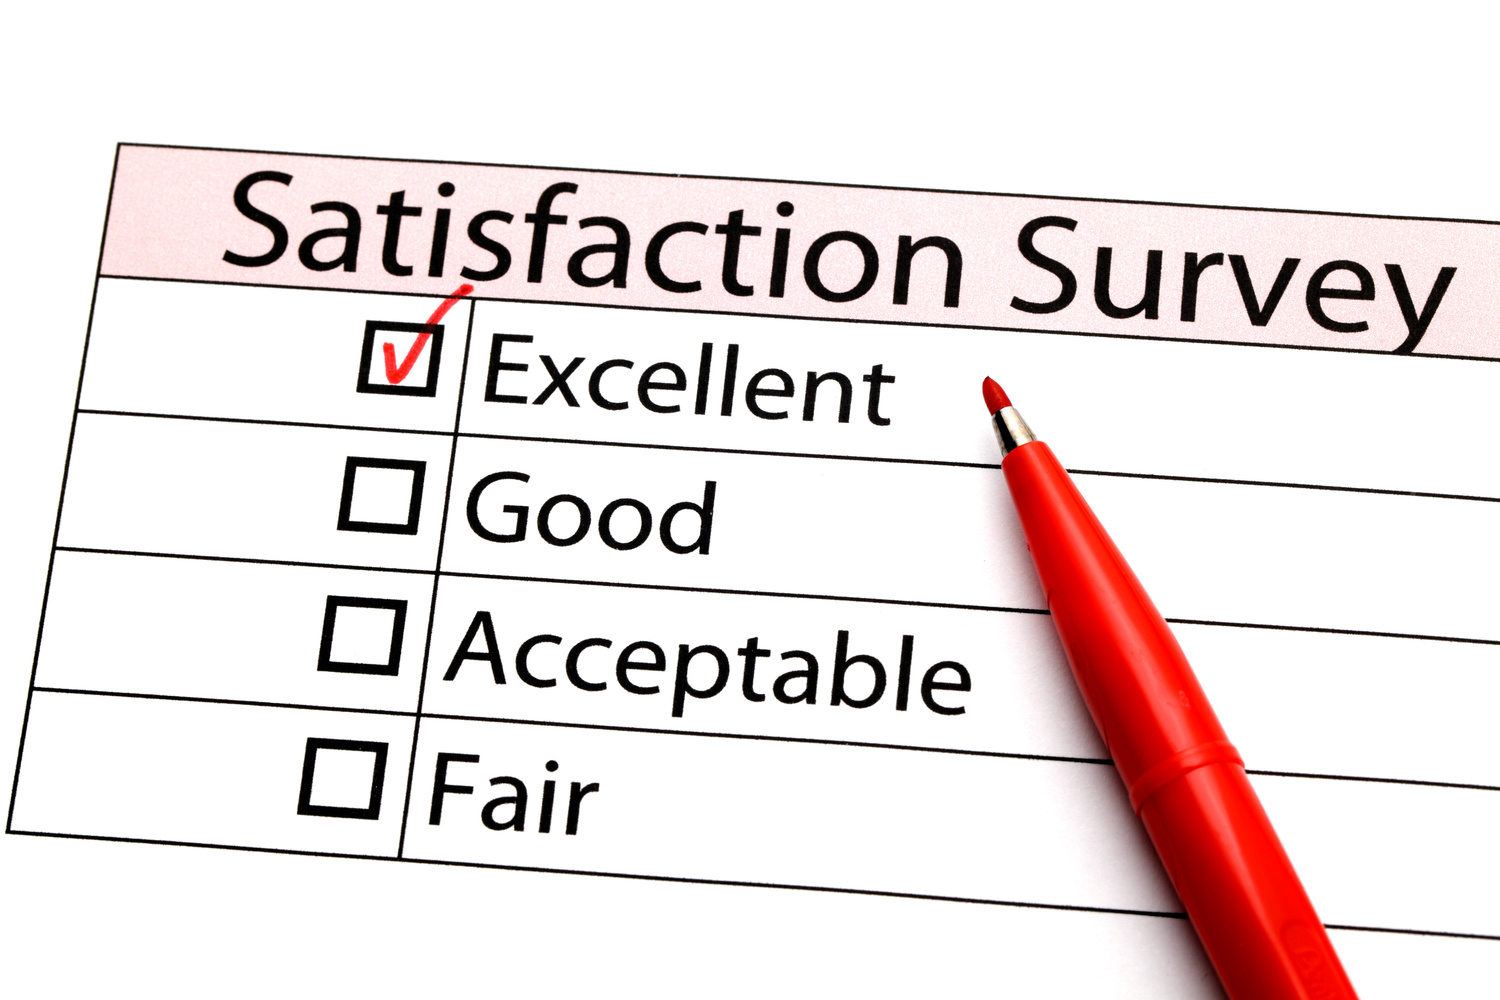 Satisfaction Survey
Excellent
Good
Acceptable
Fair